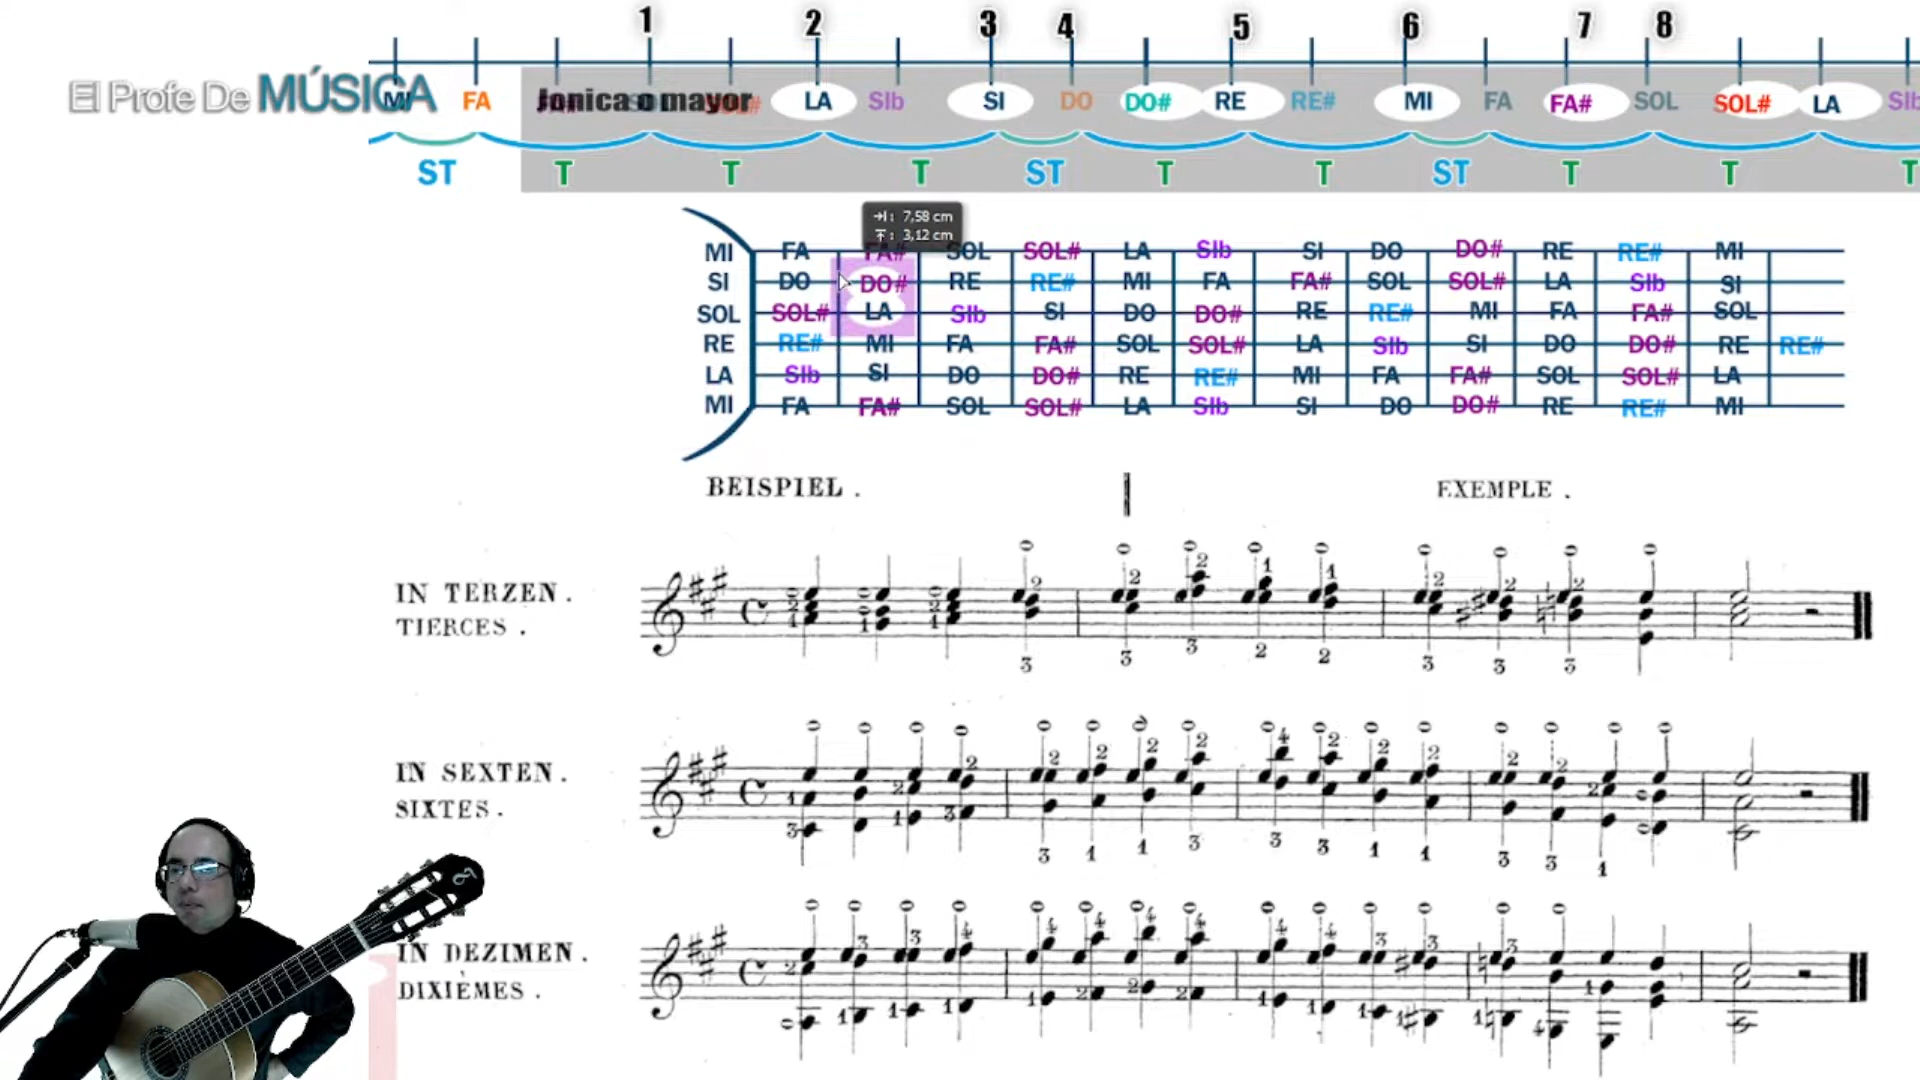 1 2 3 4 5 6 7 8
El Profe De MÚSICA
MI FA Jonica o mayor LA SIb SI DO DO# RE RE# MI FA FA# SOL SOL# LA SIb
ST T T T ST T T ST T T T
7,58 cm
3,12 cm
MI FA FA# SOL SOL# LA SIb SI DO DO# RE RE# MI
SI DO DO# RE RE# MI FA FA# SOL SOL# LA SIb SI
SOL SOL# LA SIb SI DO DO# RE RE# MI FA FA# SOL
RE RE# MI FA FA# SOL SOL# LA SIb SI DO DO# RE RE#
LA SIb SI DO DO# RE RE# MI FA FA# SOL SOL# LA
MI FA FA# SOL SOL# LA SIb SI DO DO# RE RE# MI
BEISPIEL . EXEMPLE .
IN TERZEN .
TIERCES .
IN SEXTEN .
SIXTES .
IN DEZIMEN .
DIXIÈMES .